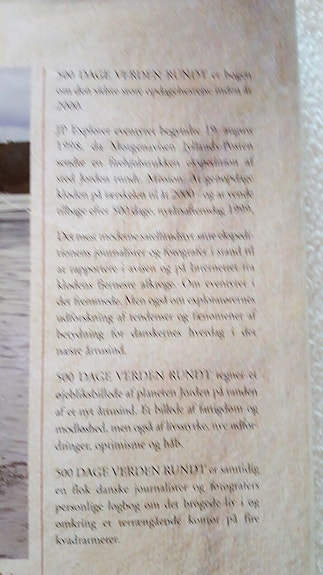 500 DAGE VERDEN RUNDT er bogen
om den sidste store opdagelsesrejse inden år
2000.
JP Explorer eventyret begyndte 19. august
1998, da Morgenavisen Jyllands-Posten
sendte en firehjulstrukken ekspedition af
sted Jorden rundt. Mission: At genopdage
kloden på tærskelen til år 2000 - og at vende
tilbage efter 500 dage, nytårsaftensdag 1999.
Det mest moderne satellitudstyr satte ekspedi-
tionens journalister og fotografer i stand til
at rapportere i avisen og på Internettet fra
klodens fjerneste afkroge. Om eventyret i
det fremmede. Men også om explorerernes
udforskning af tendenser og fænomener af
betydning for danskernes hverdag i det
næste årtusind.
500 DAGE VERDEN RUNDT tegner et
øjebliksbillede af planeten Jorden på randen
af et nyt årtusind. Et billede af fattigdom og
modløshed, men også af livsstyrke, nye udfor-
dringer, optimisme og håb.
500 DAGE VERDEN RUNDT er samtidig
en flok danske journalister og fotografers
personlige logbog om det brogede liv i og
omkring et terrængående kontor på fire
kvadratmeter.